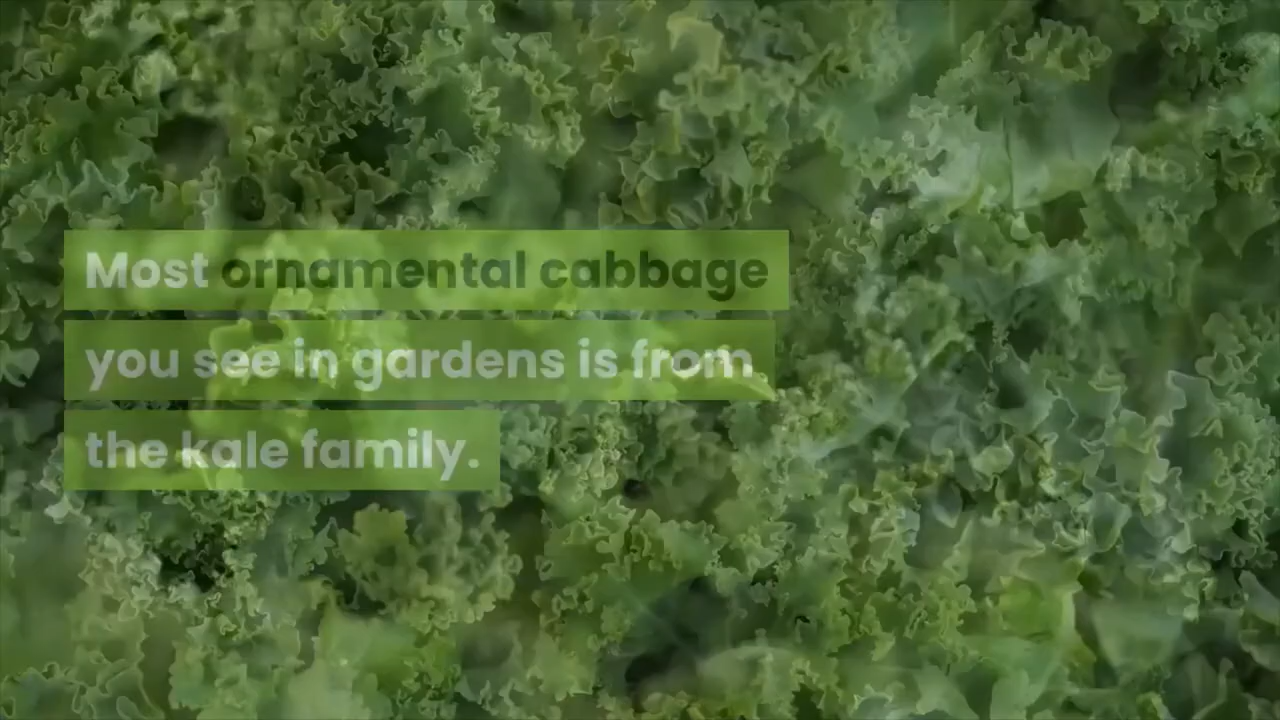 Most ornamental cabbage
you see in gardens is from
the kale family.